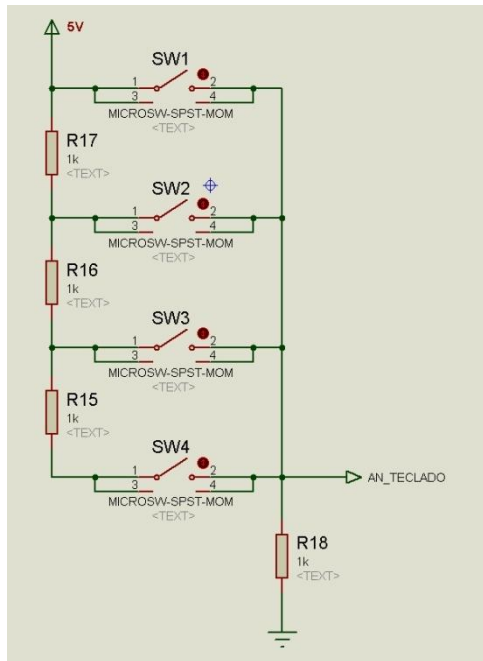 5V
SW1
1 2
3 4
MICROSW-SPST-MOM
<TEXT>
R17
1k
<TEXT>
SW2
1 2
3 4
MICROSW-SPST-MOM
<TEXT>
R16
1k
<TEXT>
SW3
1 2
3 4
MICROSW-SPST-MOM
<TEXT>
R15
1k
<TEXT>
SW4
1 2
3 4
MICROSW-SPST-MOM
<TEXT>
AN_TECLADO
R18
1k
<TEXT>